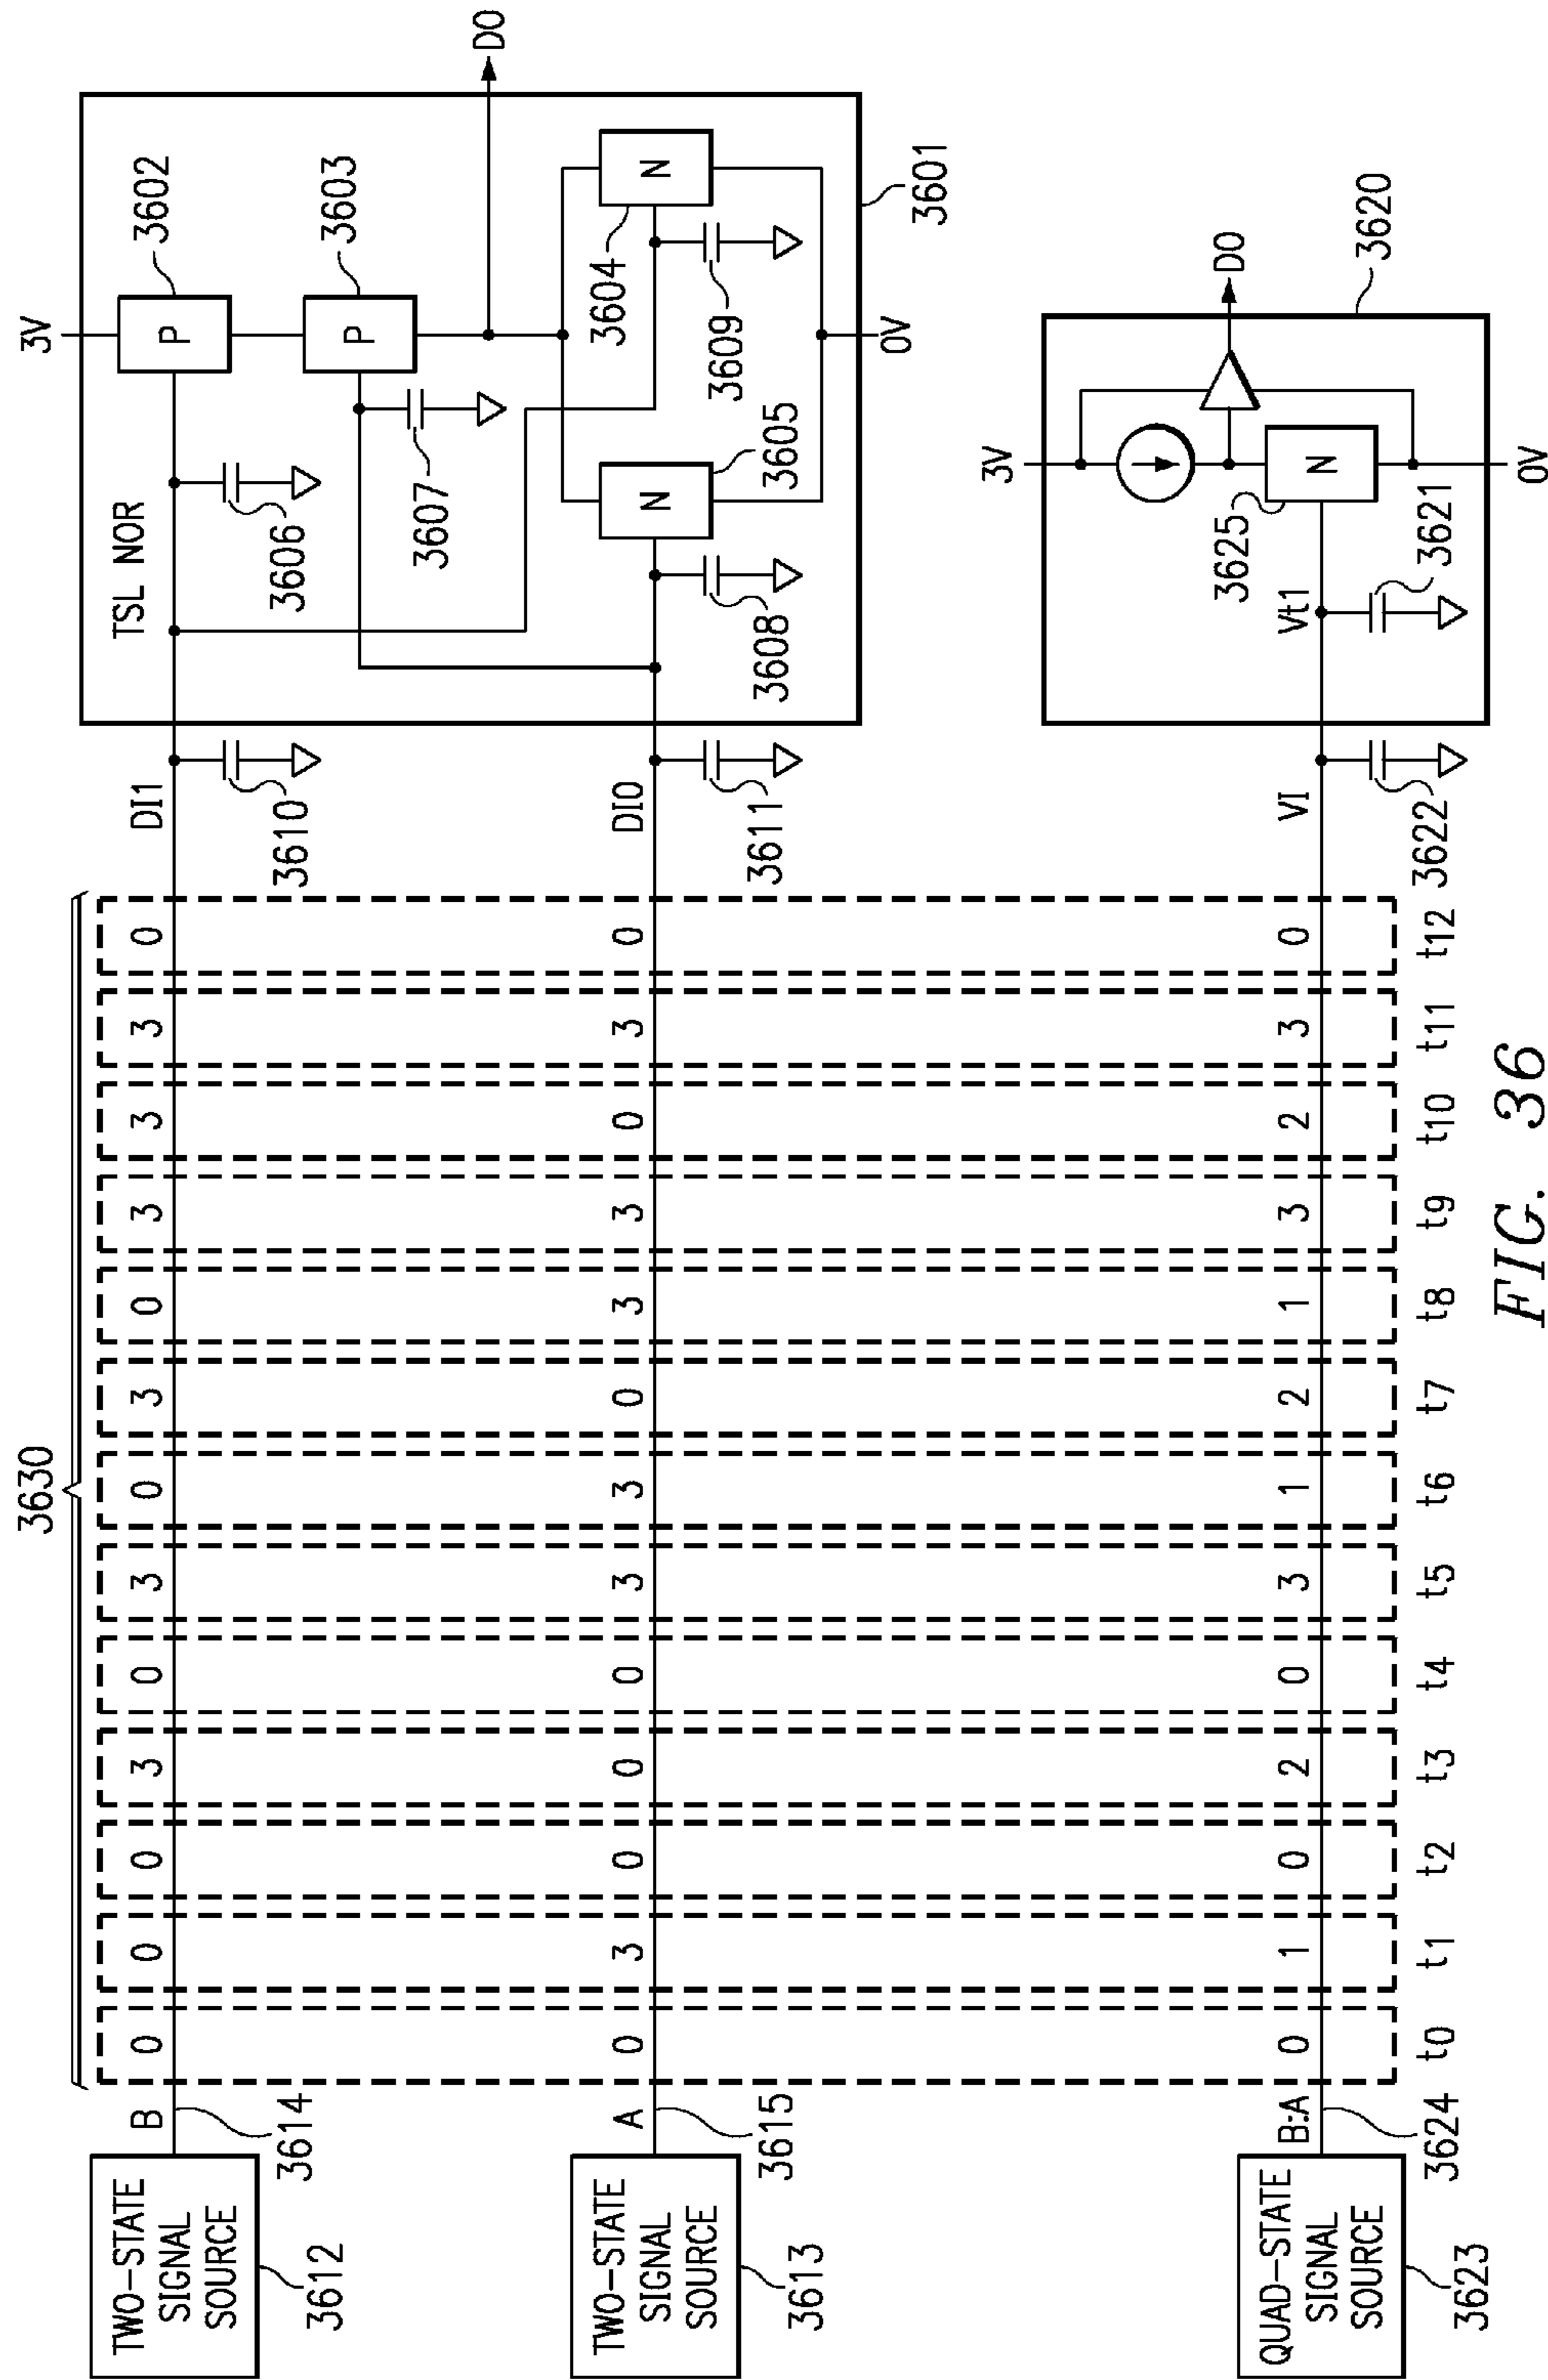 3630
TWO-STATE
SIGNAL
SOURCE
3612
B
3614
0 0 0 3 0 3 0 3 0 3 3 3 0
DI1
3610
TSL NOR
3606
3V
P
3602
P
3603
3607
DO
TWO-STATE
SIGNAL
SOURCE
3613
A
3615
0 3 0 0 0 3 3 0 3 3 0 3 0
DI0
3611
3608
N
3605
3604
N
3609
0V
3601
QUAD-STATE
SIGNAL
SOURCE
3623
B:A
3624
0 1 0 2 0 3 1 2 1 3 2 3 0
VI
3622
Vt1
3621
3625
3V
N
0V
DO
3620
t0 t1 t2 t3 t4 t5 t6 t7 t8 t9 t10 t11 t12
FIG. 36